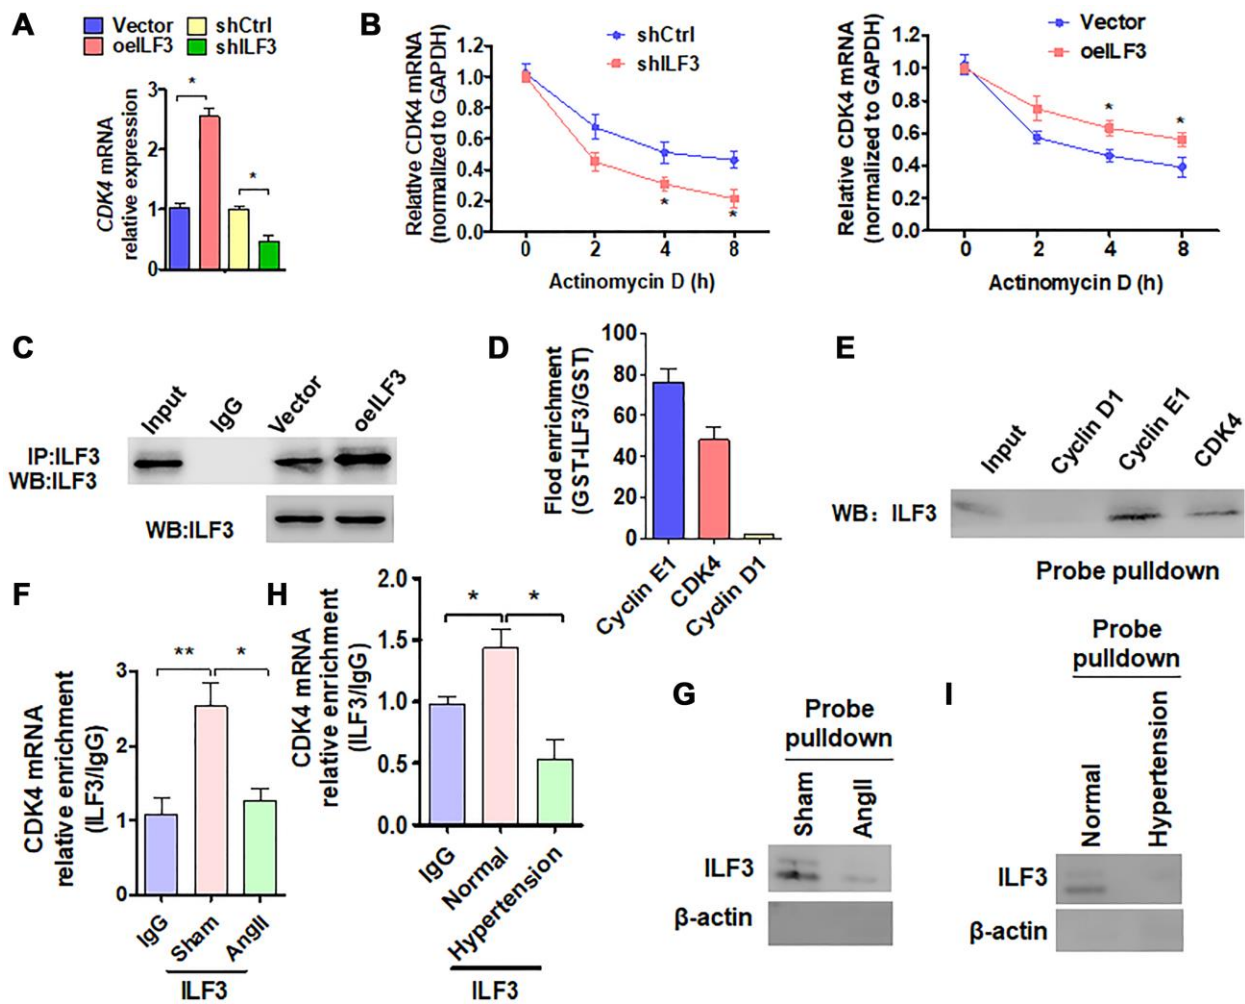 A
Vector
shCtrl
oeILF3
shILF3
CDK4 mRNA
relative expression
3
2
1
0
*
*
B
Relative CDK4 mRNA
(normalized to GAPDH)
1.2
1.0
0.8
0.6
0.4
0.2
0.0
shCtrl
shILF3
*
*
0
2
4
8
Actinomycin D (h)
Relative CDK4 mRNA
(normalized to GAPDH)
1.2
1.0
0.8
0.6
0.4
0.2
0.0
Vector
oeILF3
*
*
0
2
4
8
Actinomycin D (h)
C
Input
IgG
Vector
oeILF3
IP:ILF3
WB:ILF3
WB:ILF3
D
Flod enrichment
(GST-ILF3/GST)
100
80
60
40
20
0
Cyclin E1
CDK4
Cyclin D1
E
Input
Cyclin D1
Cyclin E1
CDK4
WB: ILF3
Probe pulldown
F
CDK4 mRNA
relative enrichment
(ILF3/IgG)
3
2
1
0
**
*
IgG
Sham
AngII
ILF3
H
CDK4 mRNA
relative enrichment
(ILF3/IgG)
2.0
1.5
1.0
0.5
0.0
*
*
IgG
Normal
Hypertension
ILF3
G
Probe
pulldown
Sham
AngII
ILF3
β-actin
I
Probe
pulldown
Normal
Hypertension
ILF3
β-actin